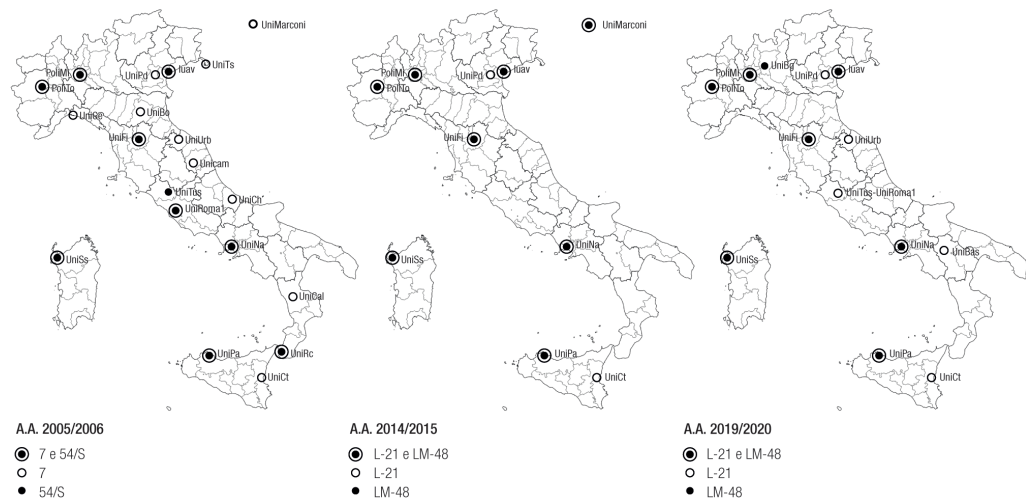 UniMarconi
UniTs
PoliMI
UniPd
Iuav
PoliTo
UniGe
UniBo
UniFi
UniUrb
Unicam
UniTus
UniCh
UniRoma1
UniNa
UniSs
UniCal
UniPa
UniRc
UniCt
A.A. 2005/2006
7 e 54/S
7
54/S
UniMarconi
PoliMI
UniPd
Iuav
PoliTo
UniFi
UniNa
UniSs
UniPa
UniCt
A.A. 2014/2015
L-21 e LM-48
L-21
LM-48
UniBg
PoliMI
UniPd
Iuav
PoliTo
UniFi
UniUrb
UniTus-UniRoma1
UniNa
UniBas
UniSs
UniPa
UniCt
A.A. 2019/2020
L-21 e LM-48
L-21
LM-48